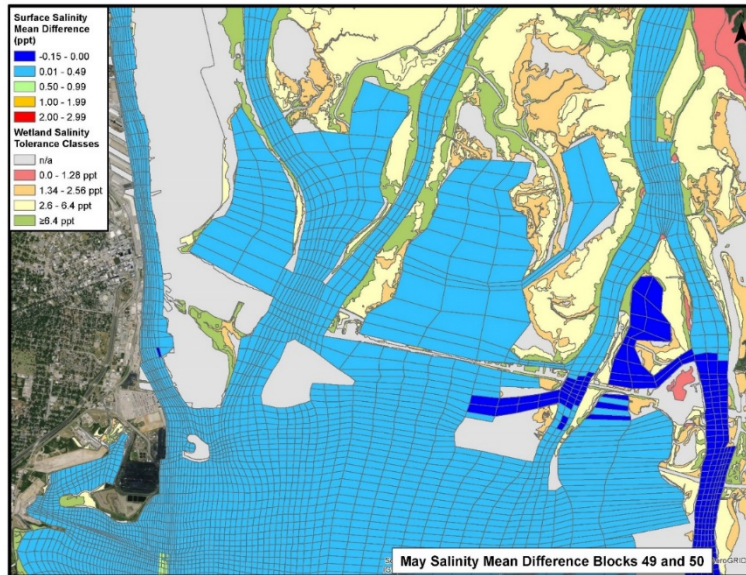 Surface Salinity
Mean Difference
(ppt)
-0.15 - 0.00
0.01 - 0.49
0.50 - 0.99
1.00 - 1.99
2.00 - 2.99
Wetland Salinity
Tolerance Classes
n/a
0.0 - 1.28 ppt
1.34 - 2.56 ppt
2.6 - 6.4 ppt
≥6.4 ppt
May Salinity Mean Difference Blocks 49 and 50